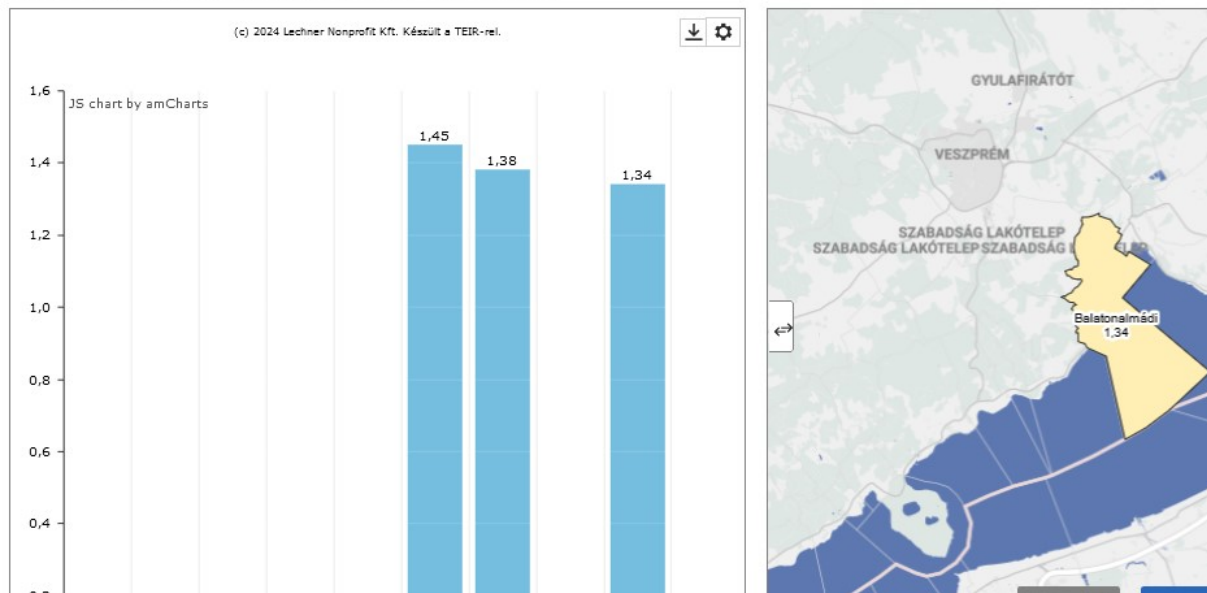 (c) 2024 Lechner Nonprofit Kft. Készült a TEIR-rel.
JS chart by amCharts
1,6
1,4
1,2
1,0
0,8
0,6
0,4
1,45
1,38
1,34
GYULAFIRÁTÓT
VESZPRÉM
SZABADSÁG LAKÓTELEP
SZABADSÁG LAKÓTELEP SZABADSÁG
Balatonalmádi
1,34